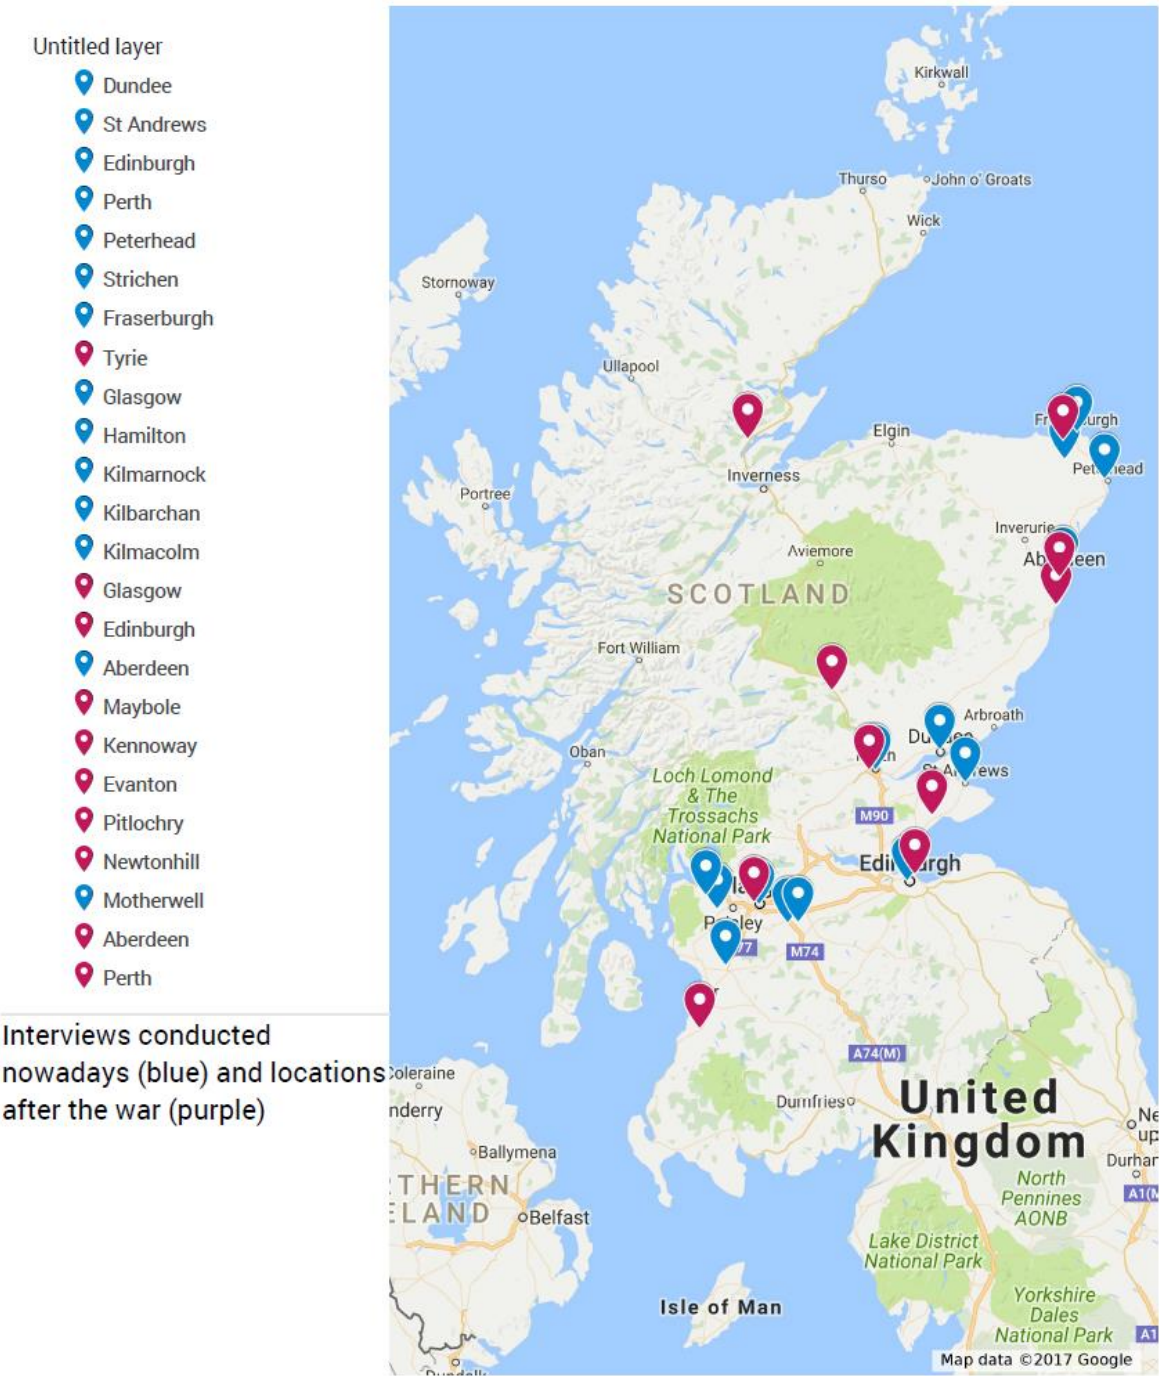 Untitled layer
Dundee
St Andrews
Edinburgh
Perth
Peterhead
Strichen
Fraserburgh
Tyrie
Glasgow
Hamilton
Kilmarnock
Kilbarchan
Kilmacolm
Glasgow
Edinburgh
Aberdeen
Maybole
Kennoway
Evanton
Pitlochry
Newtonhill
Motherwell
Aberdeen
Perth
Interviews conducted
nowadays (blue) and locations
after the war (purple)
Kirkwall
Thurso
John o' Groats
Wick
Stornoway
Ullapool
Elgin
Inverness
Portree
Inverurie
Aviemore
SCOTLAND
Fort William
Arbroath
Oban
Loch Lomond
& The
Trossachs
National Park
M90
M74
A74(M)
Dumfries
United
Kingdom
Ballymena
Belfast
North
Pennines
AONB
Lake District
National Park
Isle of Man
Yorkshire
Dales
National Park
Map data ©2017 Google